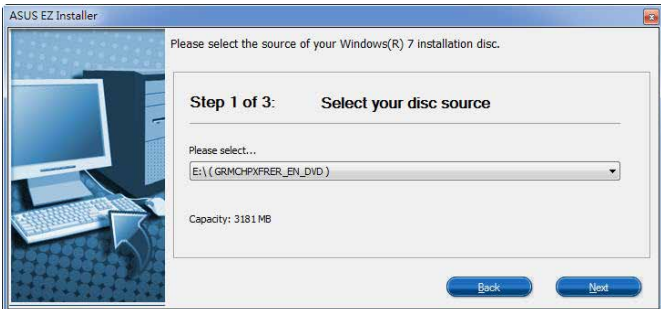 ASUS EZ Installer
Please select the source of your Windows(R) 7 installation disc.
Step 1 of 3: Select your disc source
Please select...
E:\ ( GRMCHPXFRER_EN_DVD )
Capacity: 3181 MB
Back Next